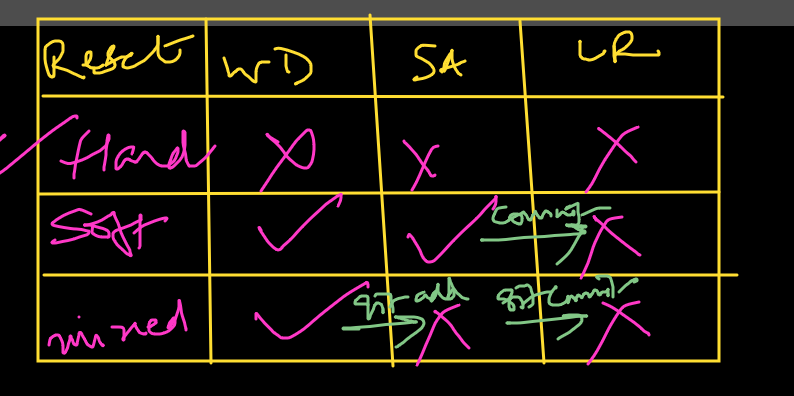 Reset WD SA LR
Hard X X X
Soft ✓ ✓ commit X
mixed ✓ git add X git commit X